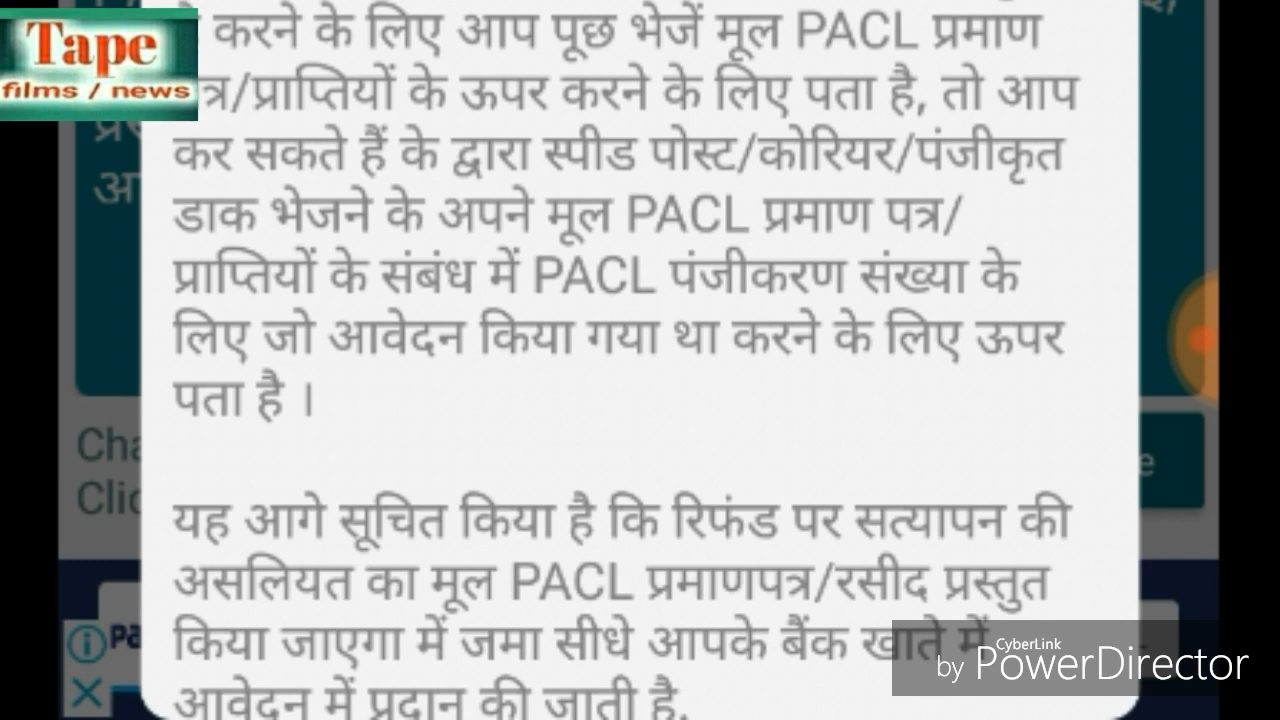 Tape
films / news
करने के लिए आप पूछ भेजें मूल PACL प्रमाण
त्र/प्राप्तियों के ऊपर करने के लिए पता है, तो आप
कर सकते हैं के द्वारा स्पीड पोस्ट/कोरियर/पंजीकृत
डाक भेजने के अपने मूल PACL प्रमाण पत्र/
प्राप्तियों के संबंध में PACL पंजीकरण संख्या के
लिए जो आवेदन किया गया था करने के लिए ऊपर
पता है ।
यह आगे सूचित किया है कि रिफंड पर सत्यापन की
असलियत का मूल PACL प्रमाणपत्र/रसीद प्रस्तुत
किया जाएगा में जमा सीधे आपके बैंक खाते में
आवेदन में प्रदान की जाती है.
Cha
Clic
CyberLink
by PowerDirector